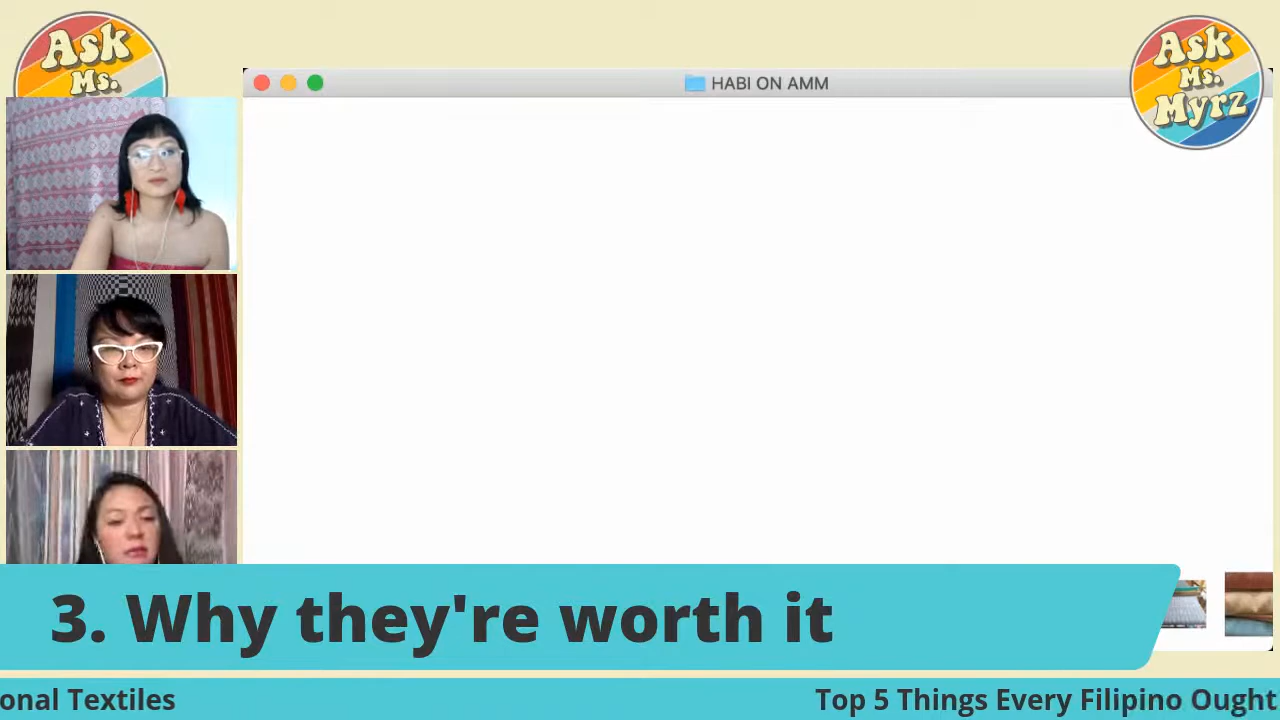 Ask
Ms.
HABI ON AMM
Ask
Ms.
Myrz
3. Why they're worth it
onal Textiles
Top 5 Things Every Filipino Ought